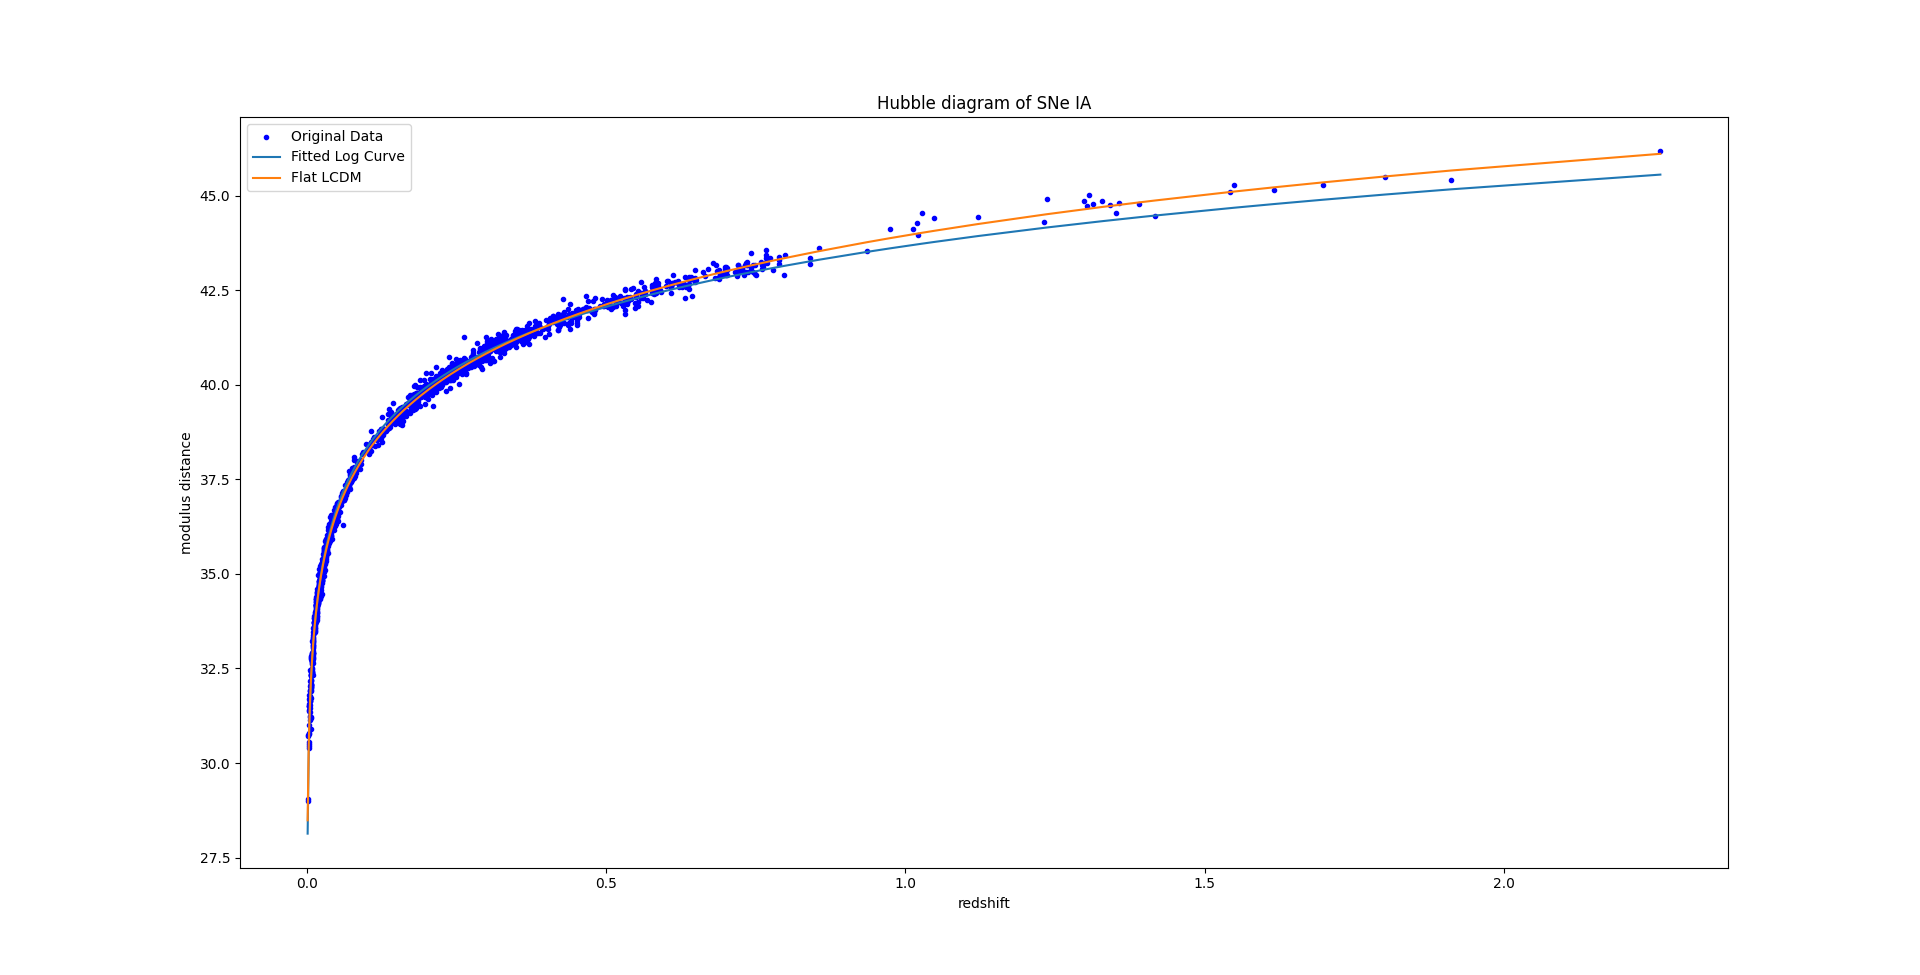 Hubble diagram of SNe IA
Original Data
Fitted Log Curve
Flat LCDM
45.0
42.5
40.0
37.5
35.0
32.5
30.0
27.5
modulus distance
0.0 0.5 1.0 1.5 2.0
redshift